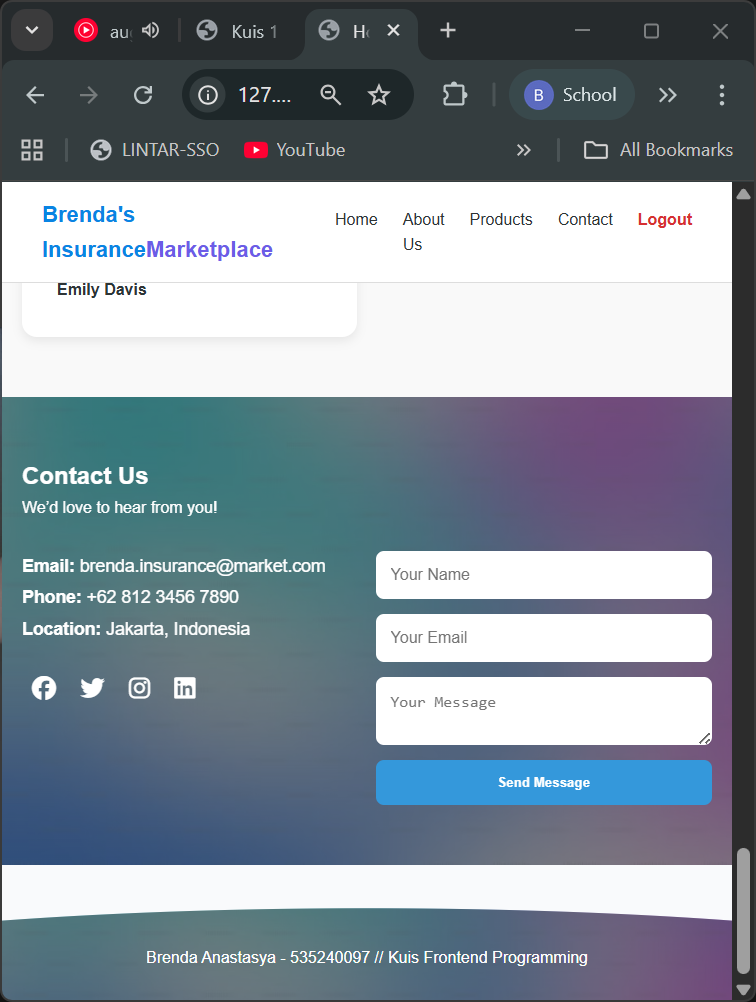 Kuis 1
127....
B
School
LINTAR-SSO
YouTube
All Bookmarks
Brenda's
InsuranceMarketplace
Home
About
Us
Products
Contact
Logout
Emily Davis
Contact Us
We'd love to hear from you!
Email: brenda.insurance@market.com
Phone: +62 812 3456 7890
Location: Jakarta, Indonesia
Your Name
Your Email
Your Message
Send Message
Brenda Anastasya - 535240097 // Kuis Frontend Programming